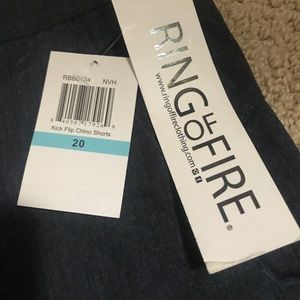 NVH
Kick Flip Chino Shorts
20
RING OF FIRE®
www.ringoffireclothing.com